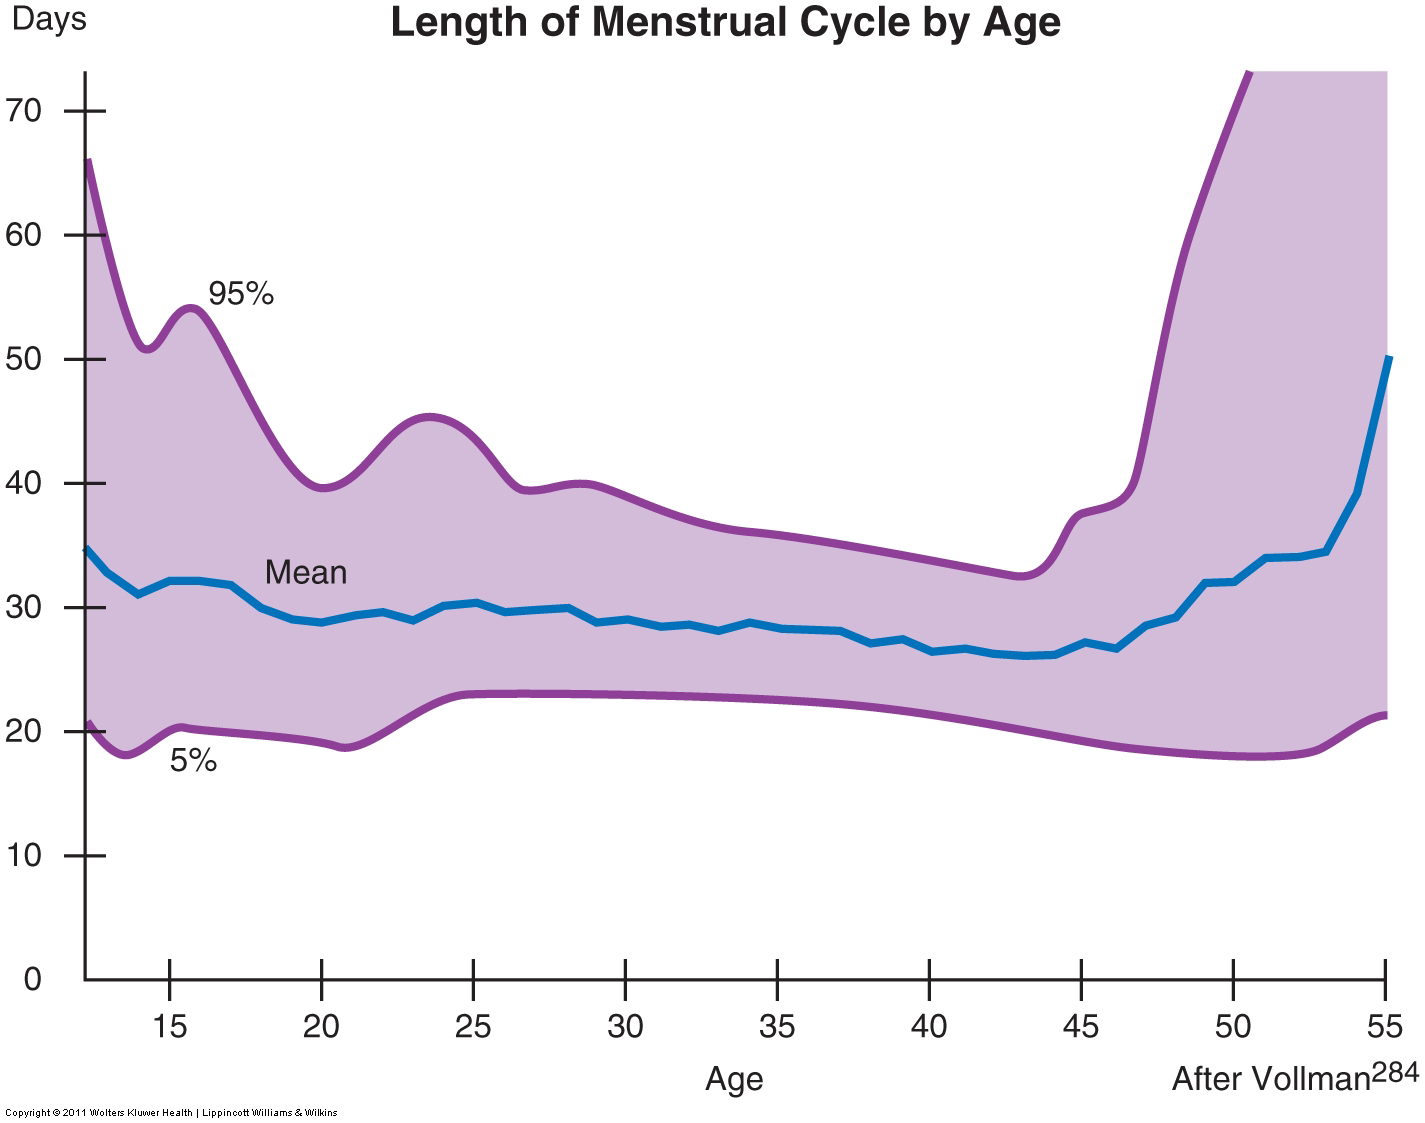 Days
Length of Menstrual Cycle by Age
70
60
95%
50
40
Mean
30
20
5%
10
0
15 20 25 30 35 40 45 50 55
Age
After Vollman284
Copyright © 2011 Wolters Kluwer Health | Lippincott Williams & Wilkins